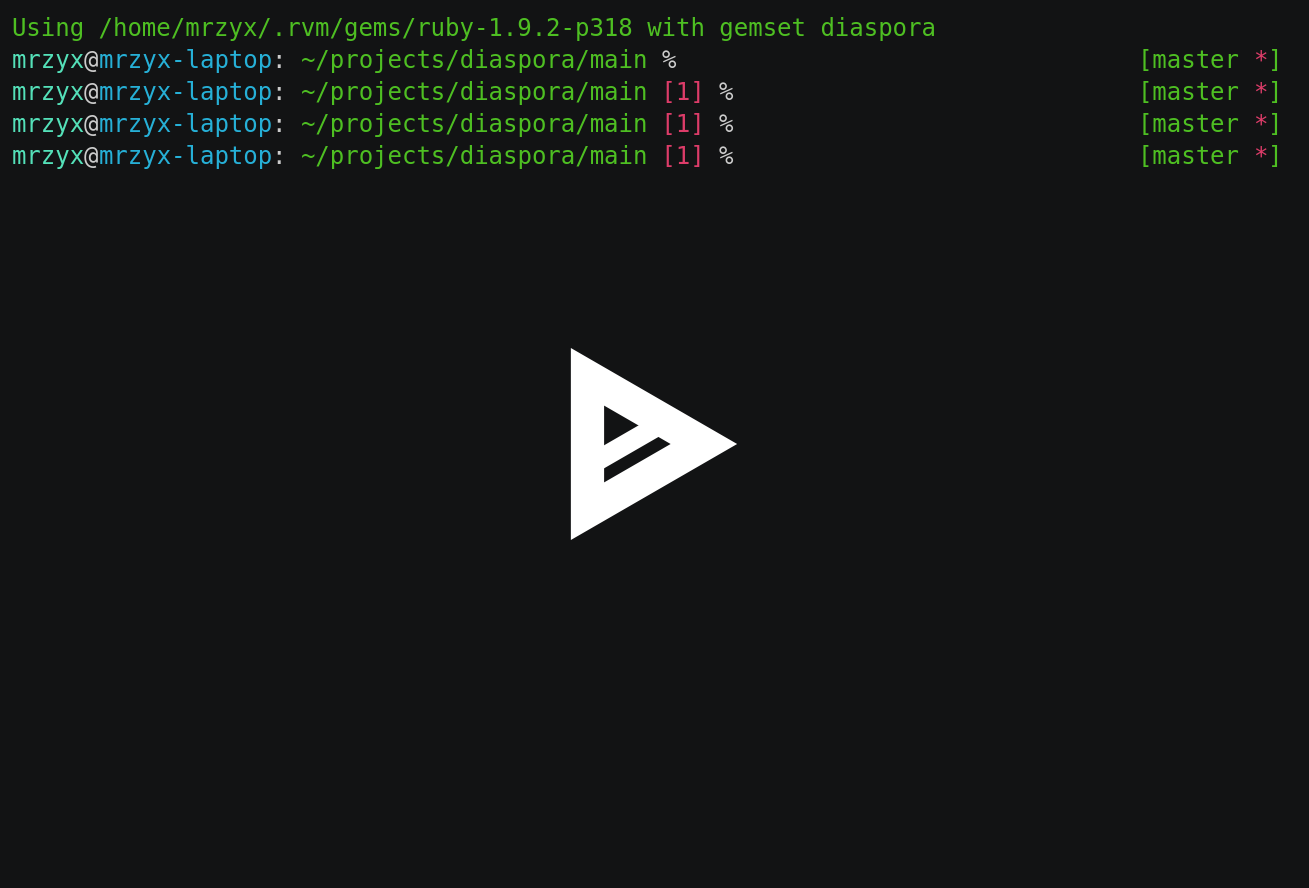 Using /home/mrzyx/.rvm/gems/ruby-1.9.2-p318 with gemset diaspora
mrzyx@mrzyx-laptop: ~/projects/diaspora/main % [master *]
mrzyx@mrzyx-laptop: ~/projects/diaspora/main [1] % [master *]
mrzyx@mrzyx-laptop: ~/projects/diaspora/main [1] % [master *]
mrzyx@mrzyx-laptop: ~/projects/diaspora/main [1] % [master *]